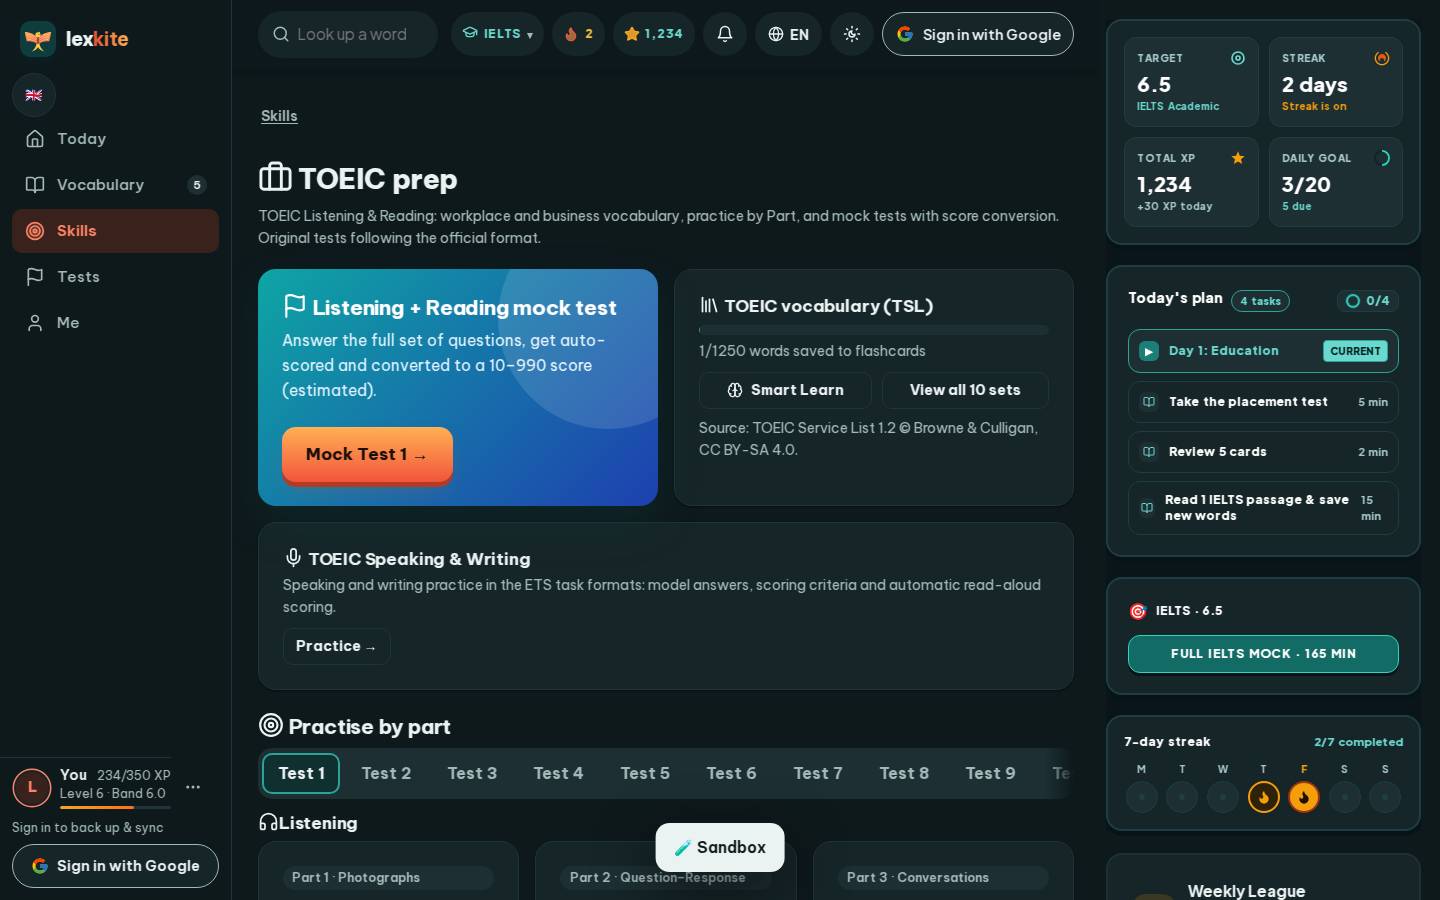 lexkite
Today
Vocabulary 5
Skills
Tests
Me
L
You 234/350 XP
Level 6 · Band 6.0
Sign in to back up & sync
Sign in with Google
Look up a word
IELTS ▾
2
1,234
EN
Sign in with Google
Skills
TOEIC prep
TOEIC Listening & Reading: workplace and business vocabulary, practice by Part, and mock tests with score conversion.
Original tests following the official format.
Listening + Reading mock test
Answer the full set of questions, get auto-
scored and converted to a 10–990 score
(estimated).
Mock Test 1 →
TOEIC vocabulary (TSL)
1/1250 words saved to flashcards
Smart Learn
View all 10 sets
Source: TOEIC Service List 1.2 © Browne & Culligan,
CC BY-SA 4.0.
TOEIC Speaking & Writing
Speaking and writing practice in the ETS task formats: model answers, scoring criteria and automatic read-aloud
scoring.
Practice →
Practise by part
Test 1 Test 2 Test 3 Test 4 Test 5 Test 6 Test 7 Test 8 Test 9 Te
Listening
Part 1 · Photographs
Part 2 · Question–Response
Part 3 · Conversations
Sandbox
TARGET
6.5
IELTS Academic
STREAK
2 days
Streak is on
TOTAL XP
1,234
+30 XP today
DAILY GOAL
3/20
5 due
Today's plan 4 tasks 0/4
Day 1: Education CURRENT
Take the placement test 5 min
Review 5 cards 2 min
Read 1 IELTS passage & save new words 15 min
IELTS · 6.5
FULL IELTS MOCK · 165 MIN
7-day streak 2/7 completed
M T W T F S S
Weekly League